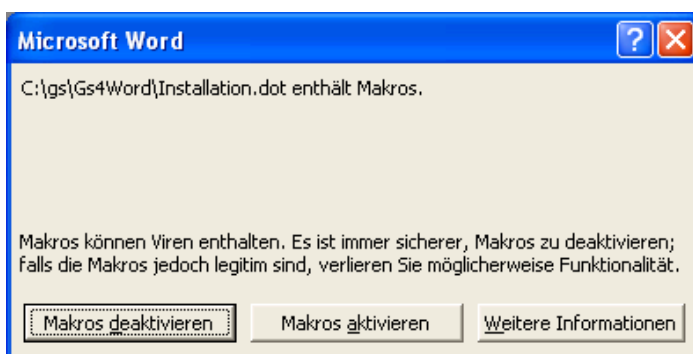 Microsoft Word
?
C:\gs\Gs4Word\Installation.dot enthält Makros.
Makros können Viren enthalten. Es ist immer sicherer, Makros zu deaktivieren;
falls die Makros jedoch legitim sind, verlieren Sie möglicherweise Funktionalität.
Makros deaktivieren
Makros aktivieren
Weitere Informationen